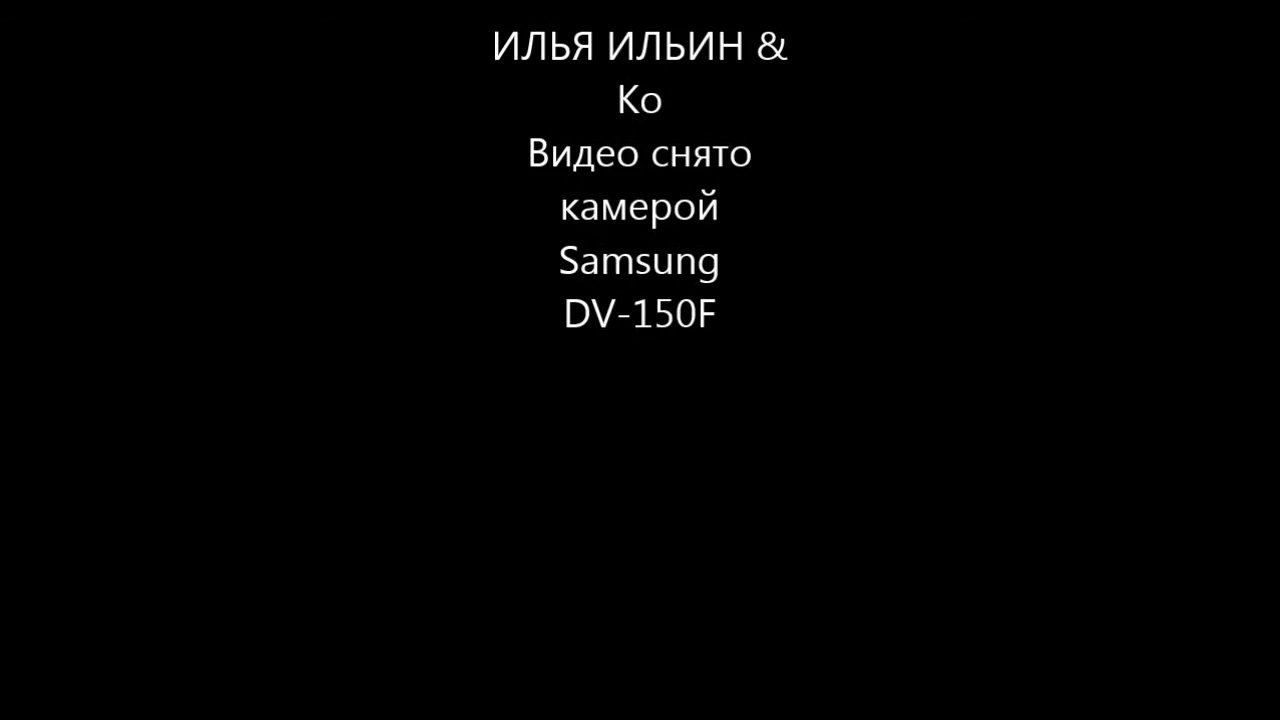 ИЛЬЯ ИЛЬИН &
Ко
Видео снято
камерой
Samsung
DV-150F